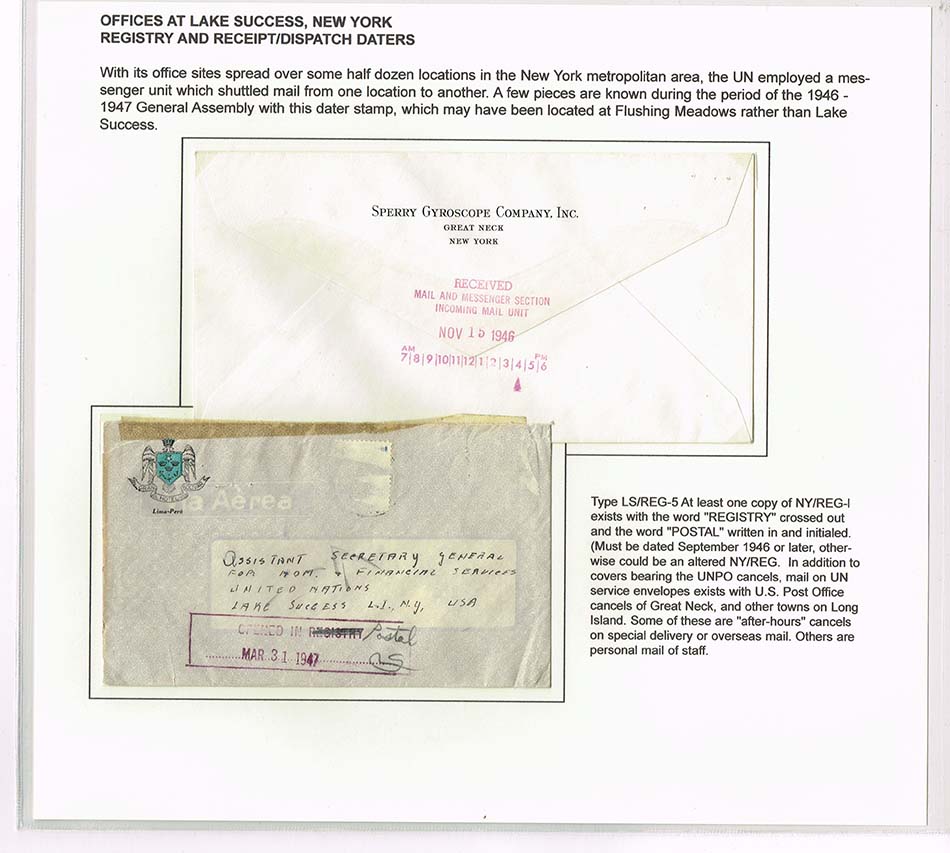 OFFICES AT LAKE SUCCESS, NEW YORK
REGISTRY AND RECEIPT/DISPATCH DATERS
With its office sites spread over some half dozen locations in the New York metropolitan area, the UN employed a mes-
senger unit which shuttled mail from one location to another. A few pieces are known during the period of the 1946 -
1947 General Assembly with this dater stamp, which may have been located at Flushing Meadows rather than Lake
Success.
SPERRY GYROSCOPE COMPANY, INC.
GREAT NECK
NEW YORK
RECEIVED
MAIL AND MESSENGER SECTION
INCOMING MAIL UNIT
NOV 15 1946
AM PM
7|8|9|10|11|12|1|2|3|4|5|6
GRAN HOTEL BOLIVAR
Lima-Perú
a Aérea
ASSISTANT SECRETARY GENERAL
FOR ADM. & FINANCIAL SERVICES
UNITED NATIONS
LAKE SUCCESS L.I., N.Y, USA
OPENED IN REGISTRY Postal
MAR 31 1947
Type LS/REG-5 At least one copy of NY/REG-I
exists with the word "REGISTRY" crossed out
and the word "POSTAL" written in and initialed.
(Must be dated September 1946 or later, other-
wise could be an altered NY/REG. In addition to
covers bearing the UNPO cancels, mail on UN
service envelopes exists with U.S. Post Office
cancels of Great Neck, and other towns on Long
Island. Some of these are "after-hours" cancels
on special delivery or overseas mail. Others are
personal mail of staff.